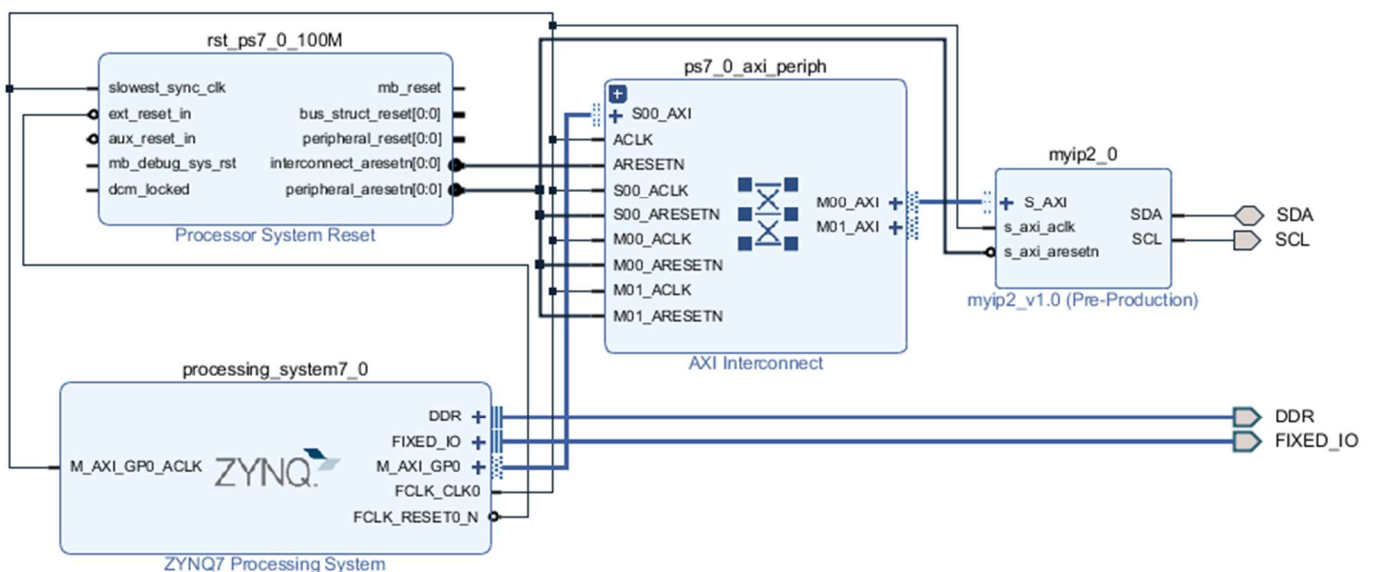 rst_ps7_0_100M
slowest_sync_clk
ext_reset_in
aux_reset_in
mb_debug_sys_rst
dcm_locked
mb_reset
bus_struct_reset[0:0]
peripheral_reset[0:0]
interconnect_aresetn[0:0]
peripheral_aresetn[0:0]
Processor System Reset
ps7_0_axi_periph
S00_AXI
ACLK
ARESETN
S00_ACLK
S00_ARESETN
M00_ACLK
M00_ARESETN
M01_ACLK
M01_ARESETN
M00_AXI
M01_AXI
AXI Interconnect
myip2_0
S_AXI
s_axi_aclk
s_axi_aresetn
SDA
SCL
myip2_v1.0 (Pre-Production)
SDA
SCL
processing_system7_0
M_AXI_GP0_ACLK
ZYNQ
DDR
FIXED_IO
M_AXI_GP0
FCLK_CLK0
FCLK_RESET0_N
ZYNQ7 Processing System
DDR
FIXED_IO